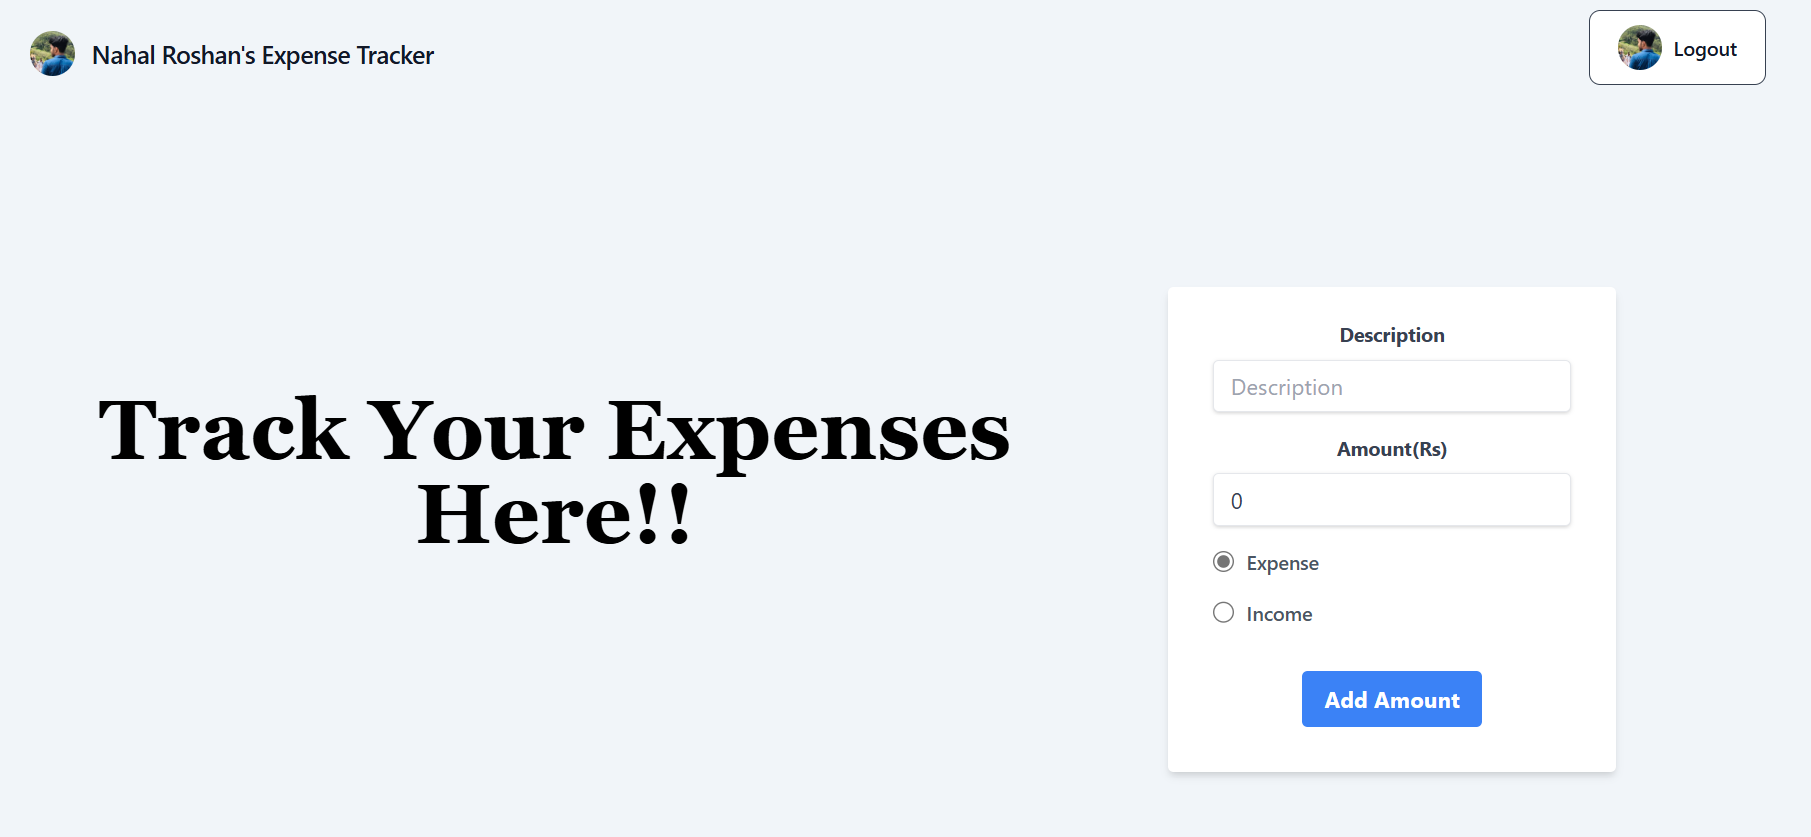 Nahal Roshan's Expense Tracker
Logout
Track Your Expenses
Here!!
Description
Description
Amount(Rs)
0
Expense
Income
Add Amount